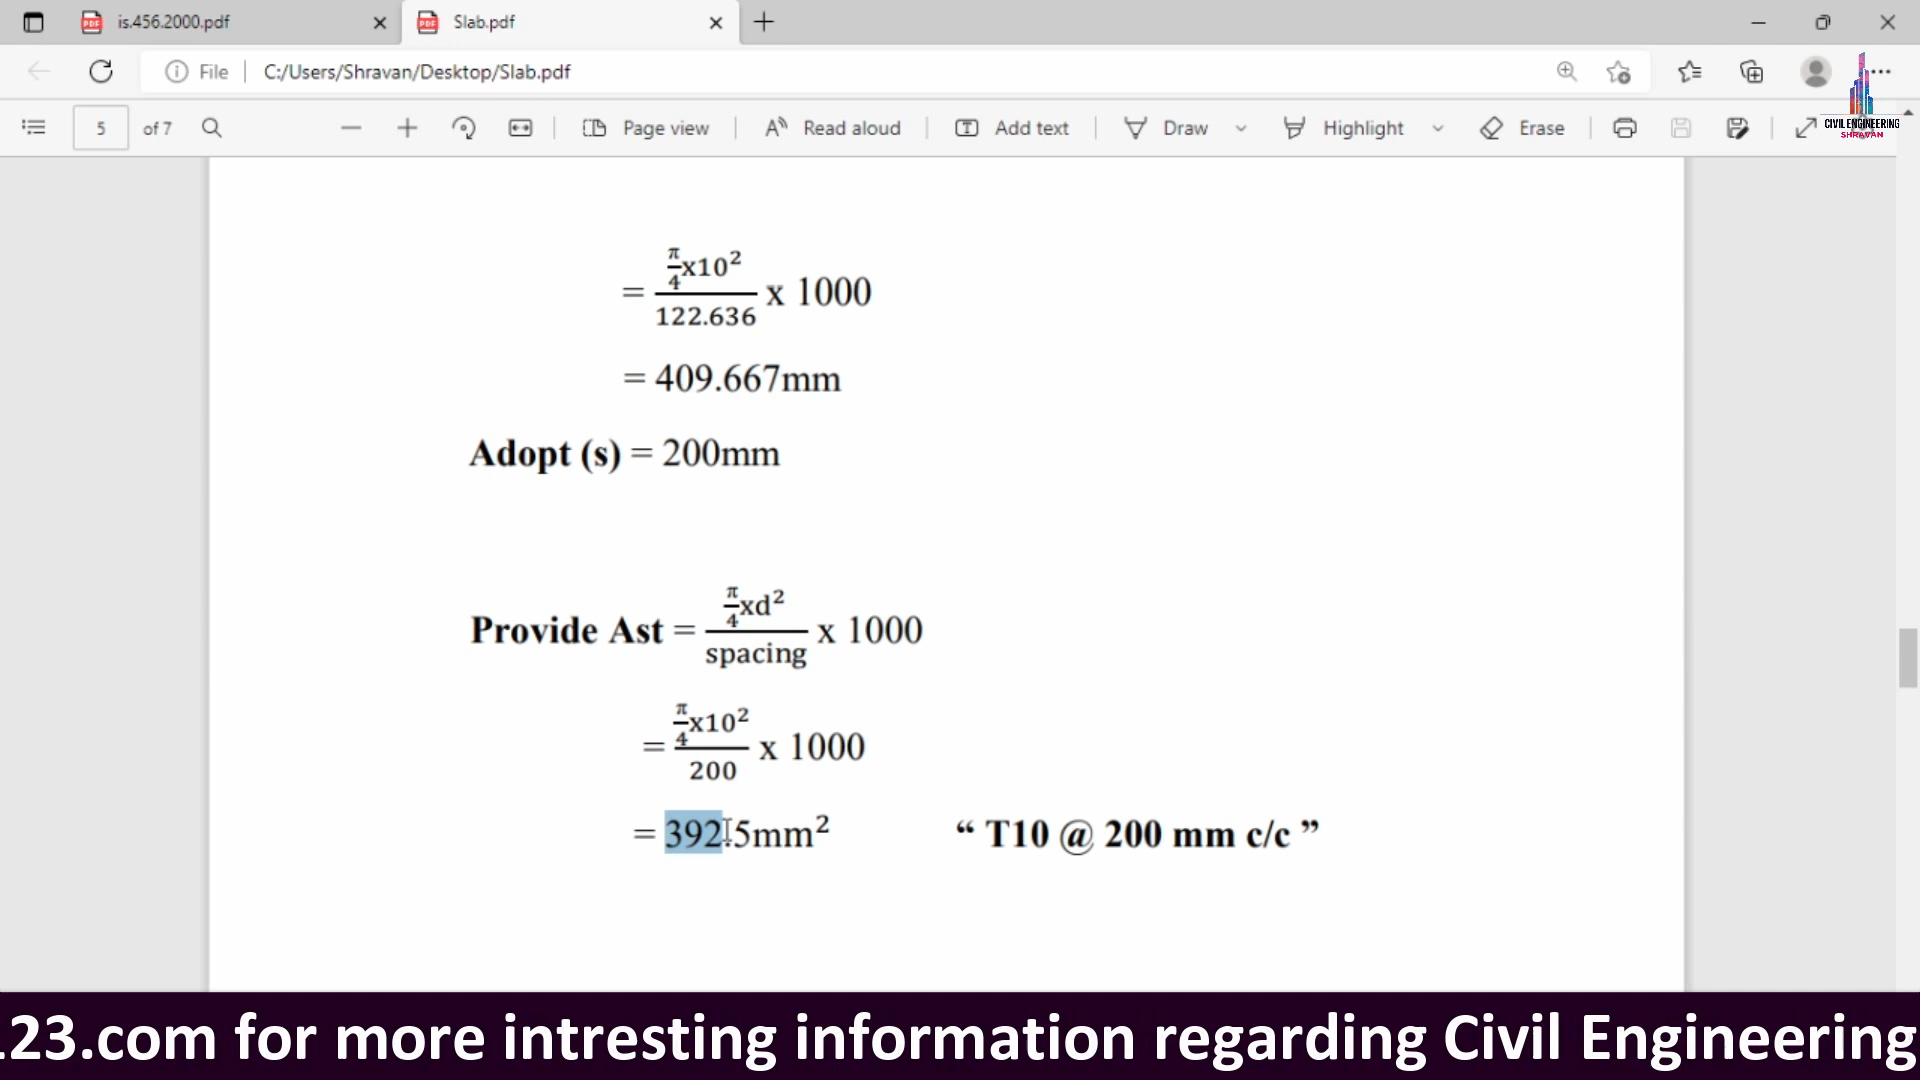 is.456.2000.pdf
Slab.pdf
File
C:/Users/Shravan/Desktop/Slab.pdf
5 of 7
Page view
Read aloud
Add text
Draw
Highlight
Erase
CIVIL ENGINEERING
SHRAVAN
= π/4 x10² / 122.636 x 1000
= 409.667mm
Adopt (s) = 200mm
Provide Ast = π/4 xd² / spacing x 1000
= π/4 x10² / 200 x 1000
= 392.5mm² “ T10 @ 200 mm c/c ”
23.com for more intresting information regarding Civil Engineering